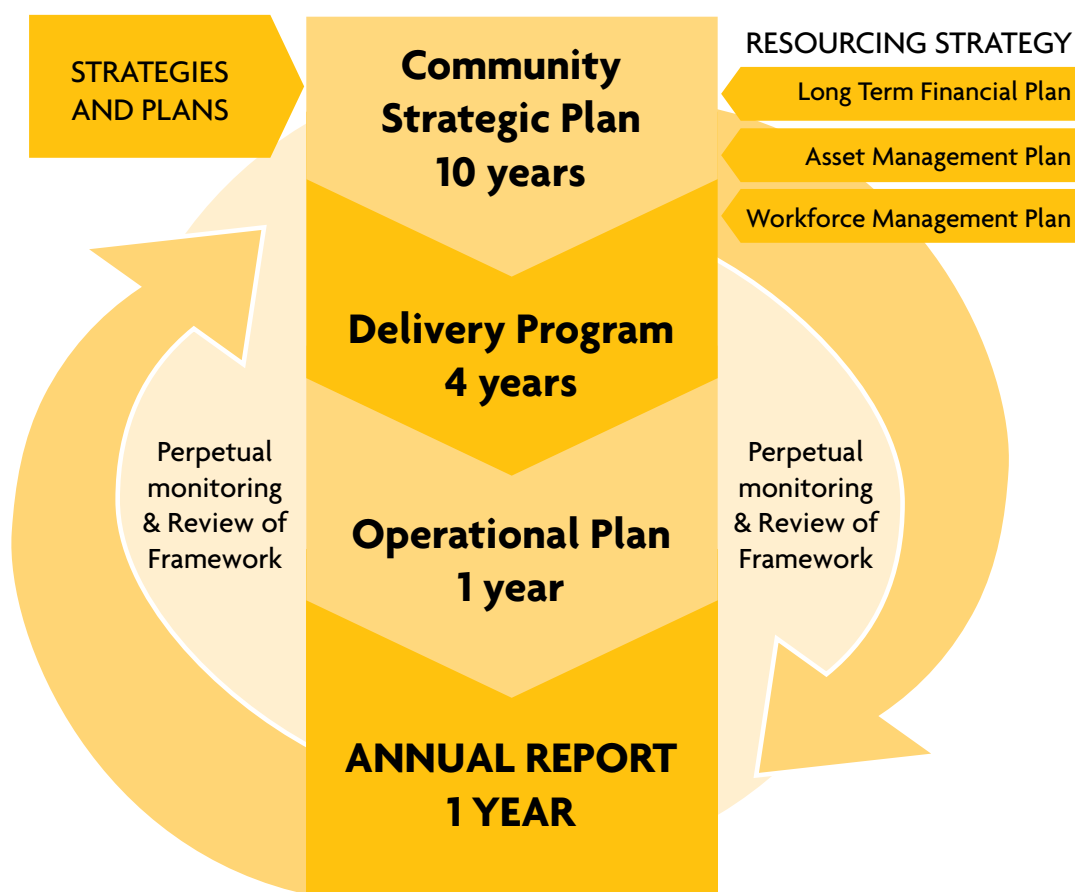 STRATEGIES
AND PLANS
Community
Strategic Plan
10 years
RESOURCING STRATEGY
Long Term Financial Plan
Asset Management Plan
Workforce Management Plan
Delivery Program
4 years
Perpetual
monitoring
& Review of
Framework
Operational Plan
1 year
Perpetual
monitoring
& Review of
Framework
ANNUAL REPORT
1 YEAR